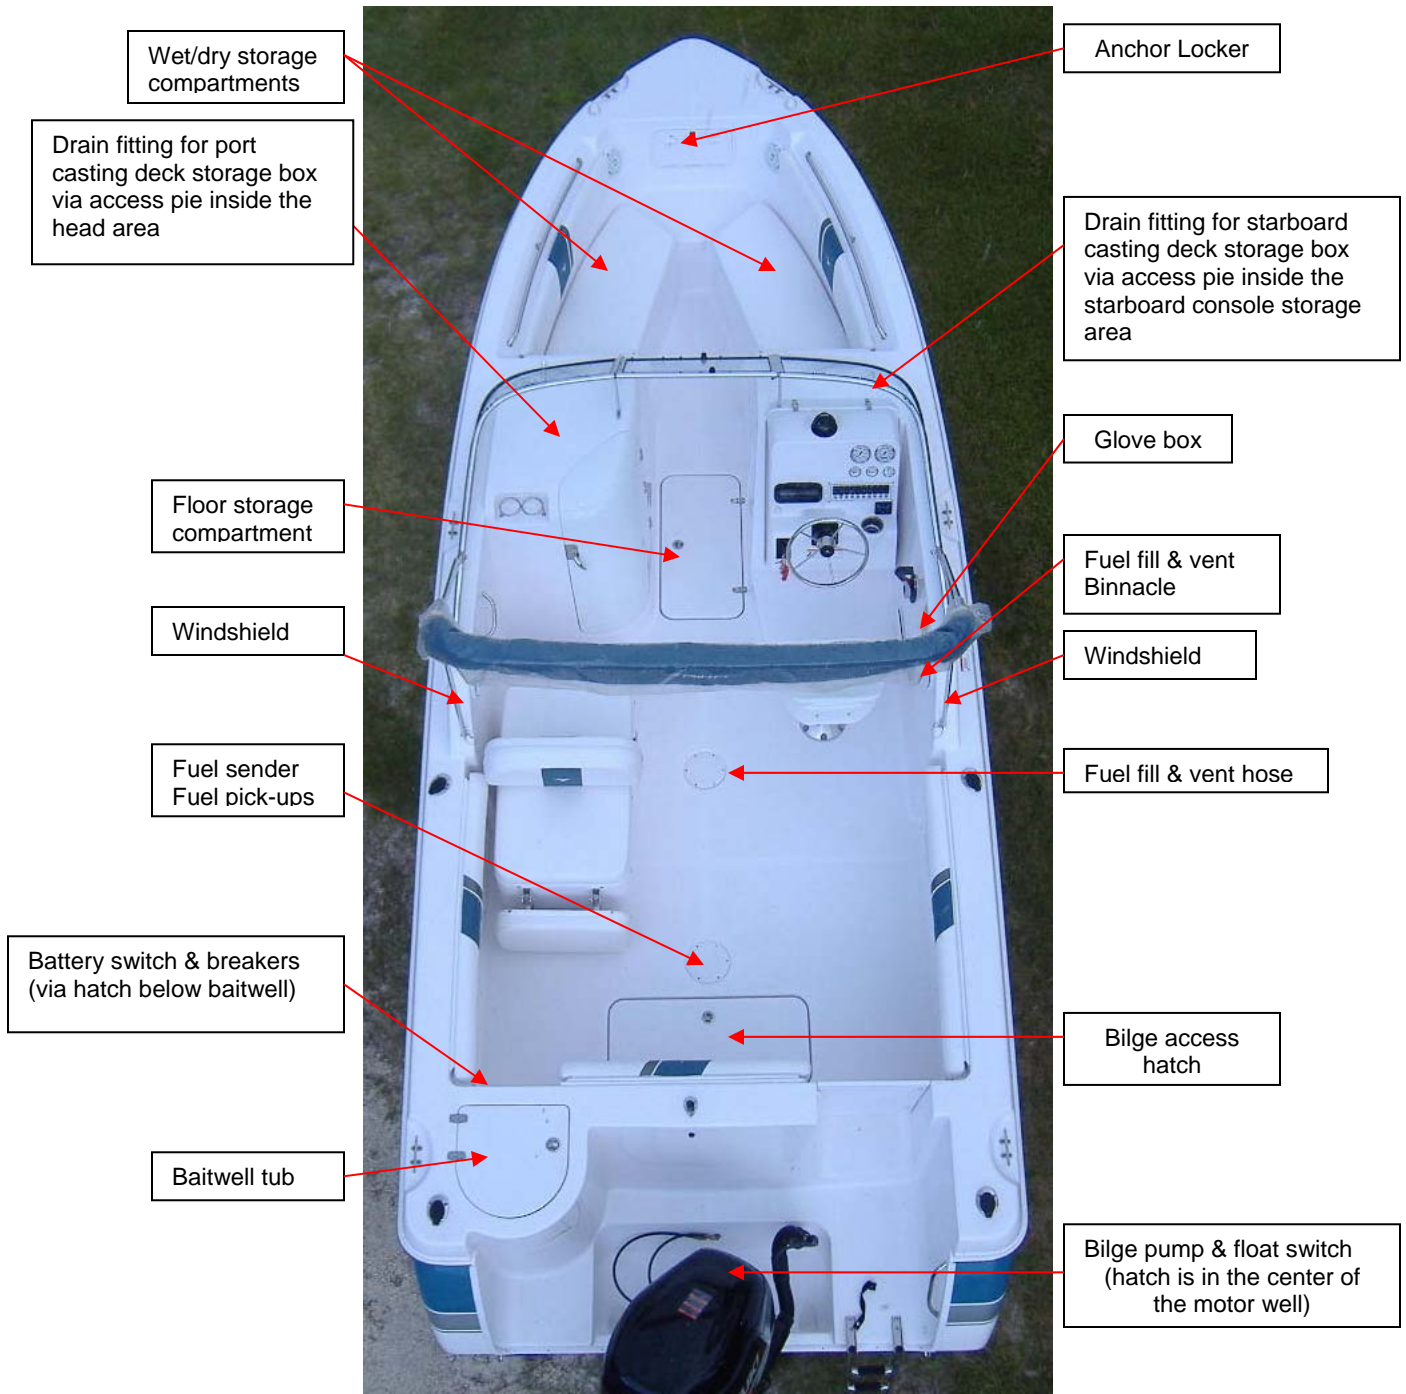 Wet/dry storage
compartments
Anchor Locker
Drain fitting for port
casting deck storage box
via access pie inside the
head area
Drain fitting for starboard
casting deck storage box
via access pie inside the
starboard console storage
area
Glove box
Floor storage
compartment
Fuel fill & vent
Binnacle
Windshield
Windshield
Fuel sender
Fuel pick-ups
Fuel fill & vent hose
Battery switch & breakers
(via hatch below baitwell)
Bilge access
hatch
Baitwell tub
Bilge pump & float switch
(hatch is in the center of
the motor well)